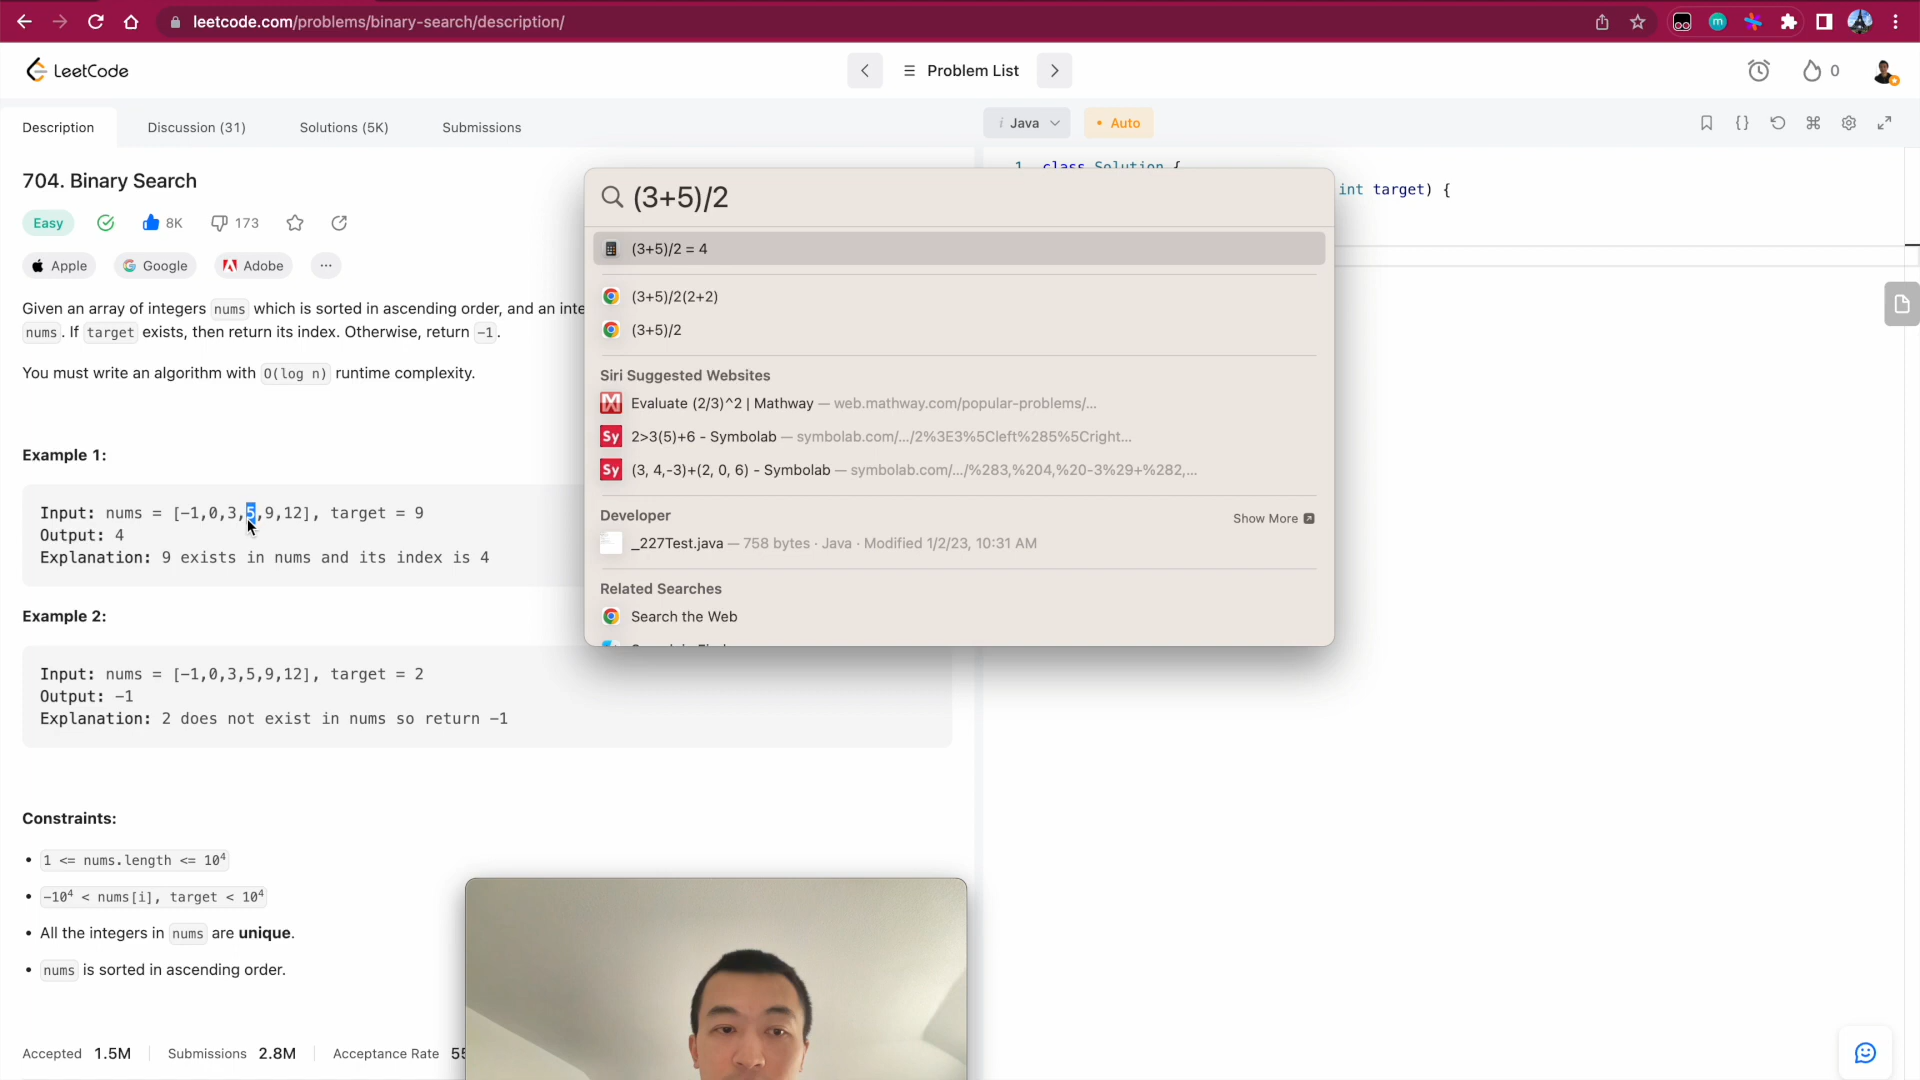 leetcode.com/problems/binary-search/description/
LeetCode
Problem List
0
Description
Discussion (31)
Solutions (5K)
Submissions
i Java
• Auto
704. Binary Search
Easy
8K
173
Apple
Google
Adobe
Given an array of integers nums which is sorted in ascending order, and an inte
nums. If target exists, then return its index. Otherwise, return -1.
You must write an algorithm with O(log n) runtime complexity.
Example 1:
Input: nums = [-1,0,3,5,9,12], target = 9
Output: 4
Explanation: 9 exists in nums and its index is 4
Example 2:
Input: nums = [-1,0,3,5,9,12], target = 2
Output: -1
Explanation: 2 does not exist in nums so return -1
Constraints:
• 1 <= nums.length <= 10⁴
• -10⁴ < nums[i], target < 10⁴
• All the integers in nums are unique.
• nums is sorted in ascending order.
Accepted 1.5M
Submissions 2.8M
Acceptance Rate 55
1 class Solution {
int target) {
(3+5)/2
(3+5)/2 = 4
(3+5)/2(2+2)
(3+5)/2
Siri Suggested Websites
Evaluate (2/3)^2 | Mathway — web.mathway.com/popular-problems/...
2>3(5)+6 - Symbolab — symbolab.com/.../2%3E3%5Cleft%285%5Cright...
(3, 4,-3)+(2, 0, 6) - Symbolab — symbolab.com/.../%283,%204,%20-3%29+%282,...
Developer
Show More
_227Test.java — 758 bytes · Java · Modified 1/2/23, 10:31 AM
Related Searches
Search the Web